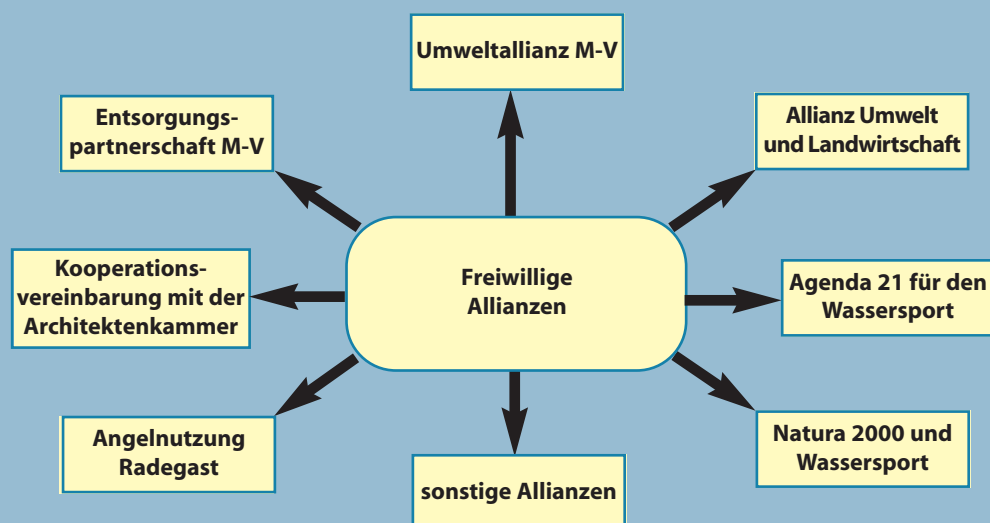 Umweltallianz M-V
Entsorgungs-
partnerschaft M-V
Allianz Umwelt
und Landwirtschaft
Kooperations-
vereinbarung mit der
Architektenkammer
Freiwillige
Allianzen
Agenda 21 für den
Wassersport
Angelnutzung
Radegast
sonstige Allianzen
Natura 2000 und
Wassersport